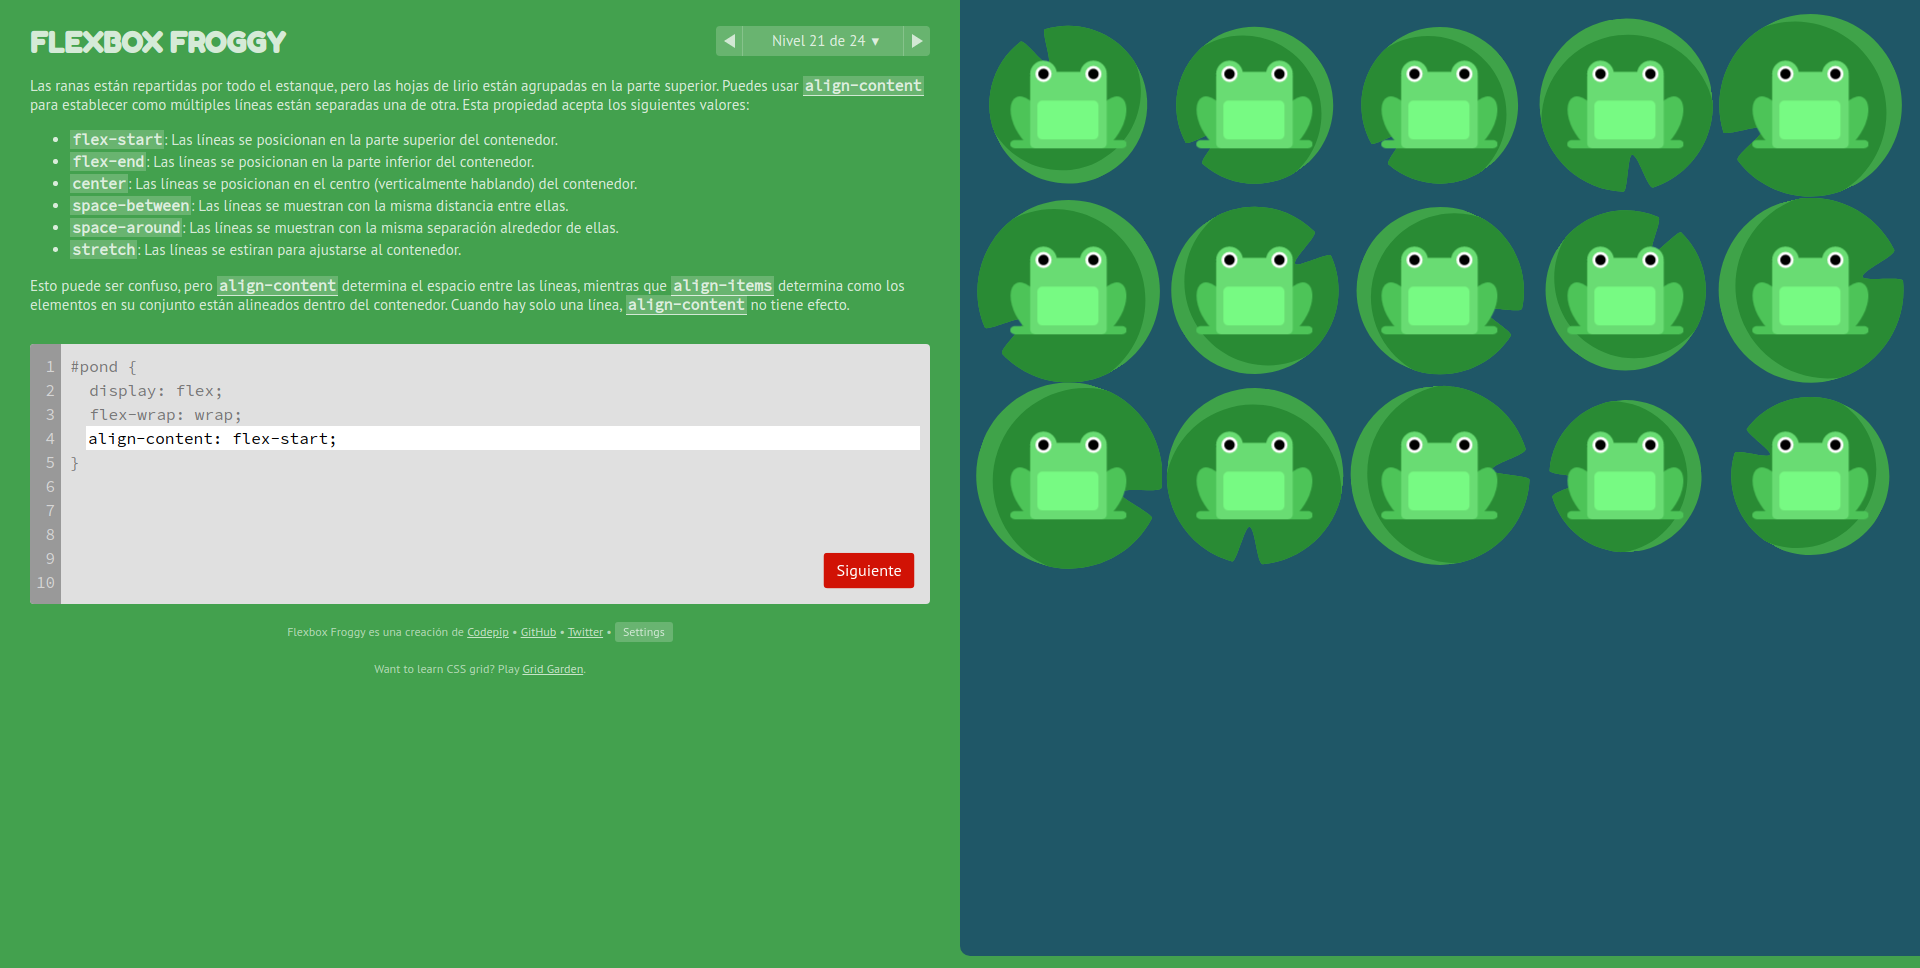 FLEXBOX FROGGY
Nivel 21 de 24 ▼
Las ranas están repartidas por todo el estanque, pero las hojas de lirio están agrupadas en la parte superior. Puedes usar align-content
para establecer como múltiples líneas están separadas una de otra. Esta propiedad acepta los siguientes valores:
• flex-start: Las líneas se posicionan en la parte superior del contenedor.
• flex-end: Las líneas se posicionan en la parte inferior del contenedor.
• center: Las líneas se posicionan en el centro (verticalmente hablando) del contenedor.
• space-between: Las líneas se muestran con la misma distancia entre ellas.
• space-around: Las líneas se muestran con la misma separación alrededor de ellas.
• stretch: Las líneas se estiran para ajustarse al contenedor.
Esto puede ser confuso, pero align-content determina el espacio entre las líneas, mientras que align-items determina como los
elementos en su conjunto están alineados dentro del contenedor. Cuando hay solo una línea, align-content no tiene efecto.
1 #pond {
2 display: flex;
3 flex-wrap: wrap;
4 align-content: flex-start;
5 }
6
7
8
9
10
Siguiente
Flexbox Froggy es una creación de Codepip • GitHub • Twitter • Settings
Want to learn CSS grid? Play Grid Garden.